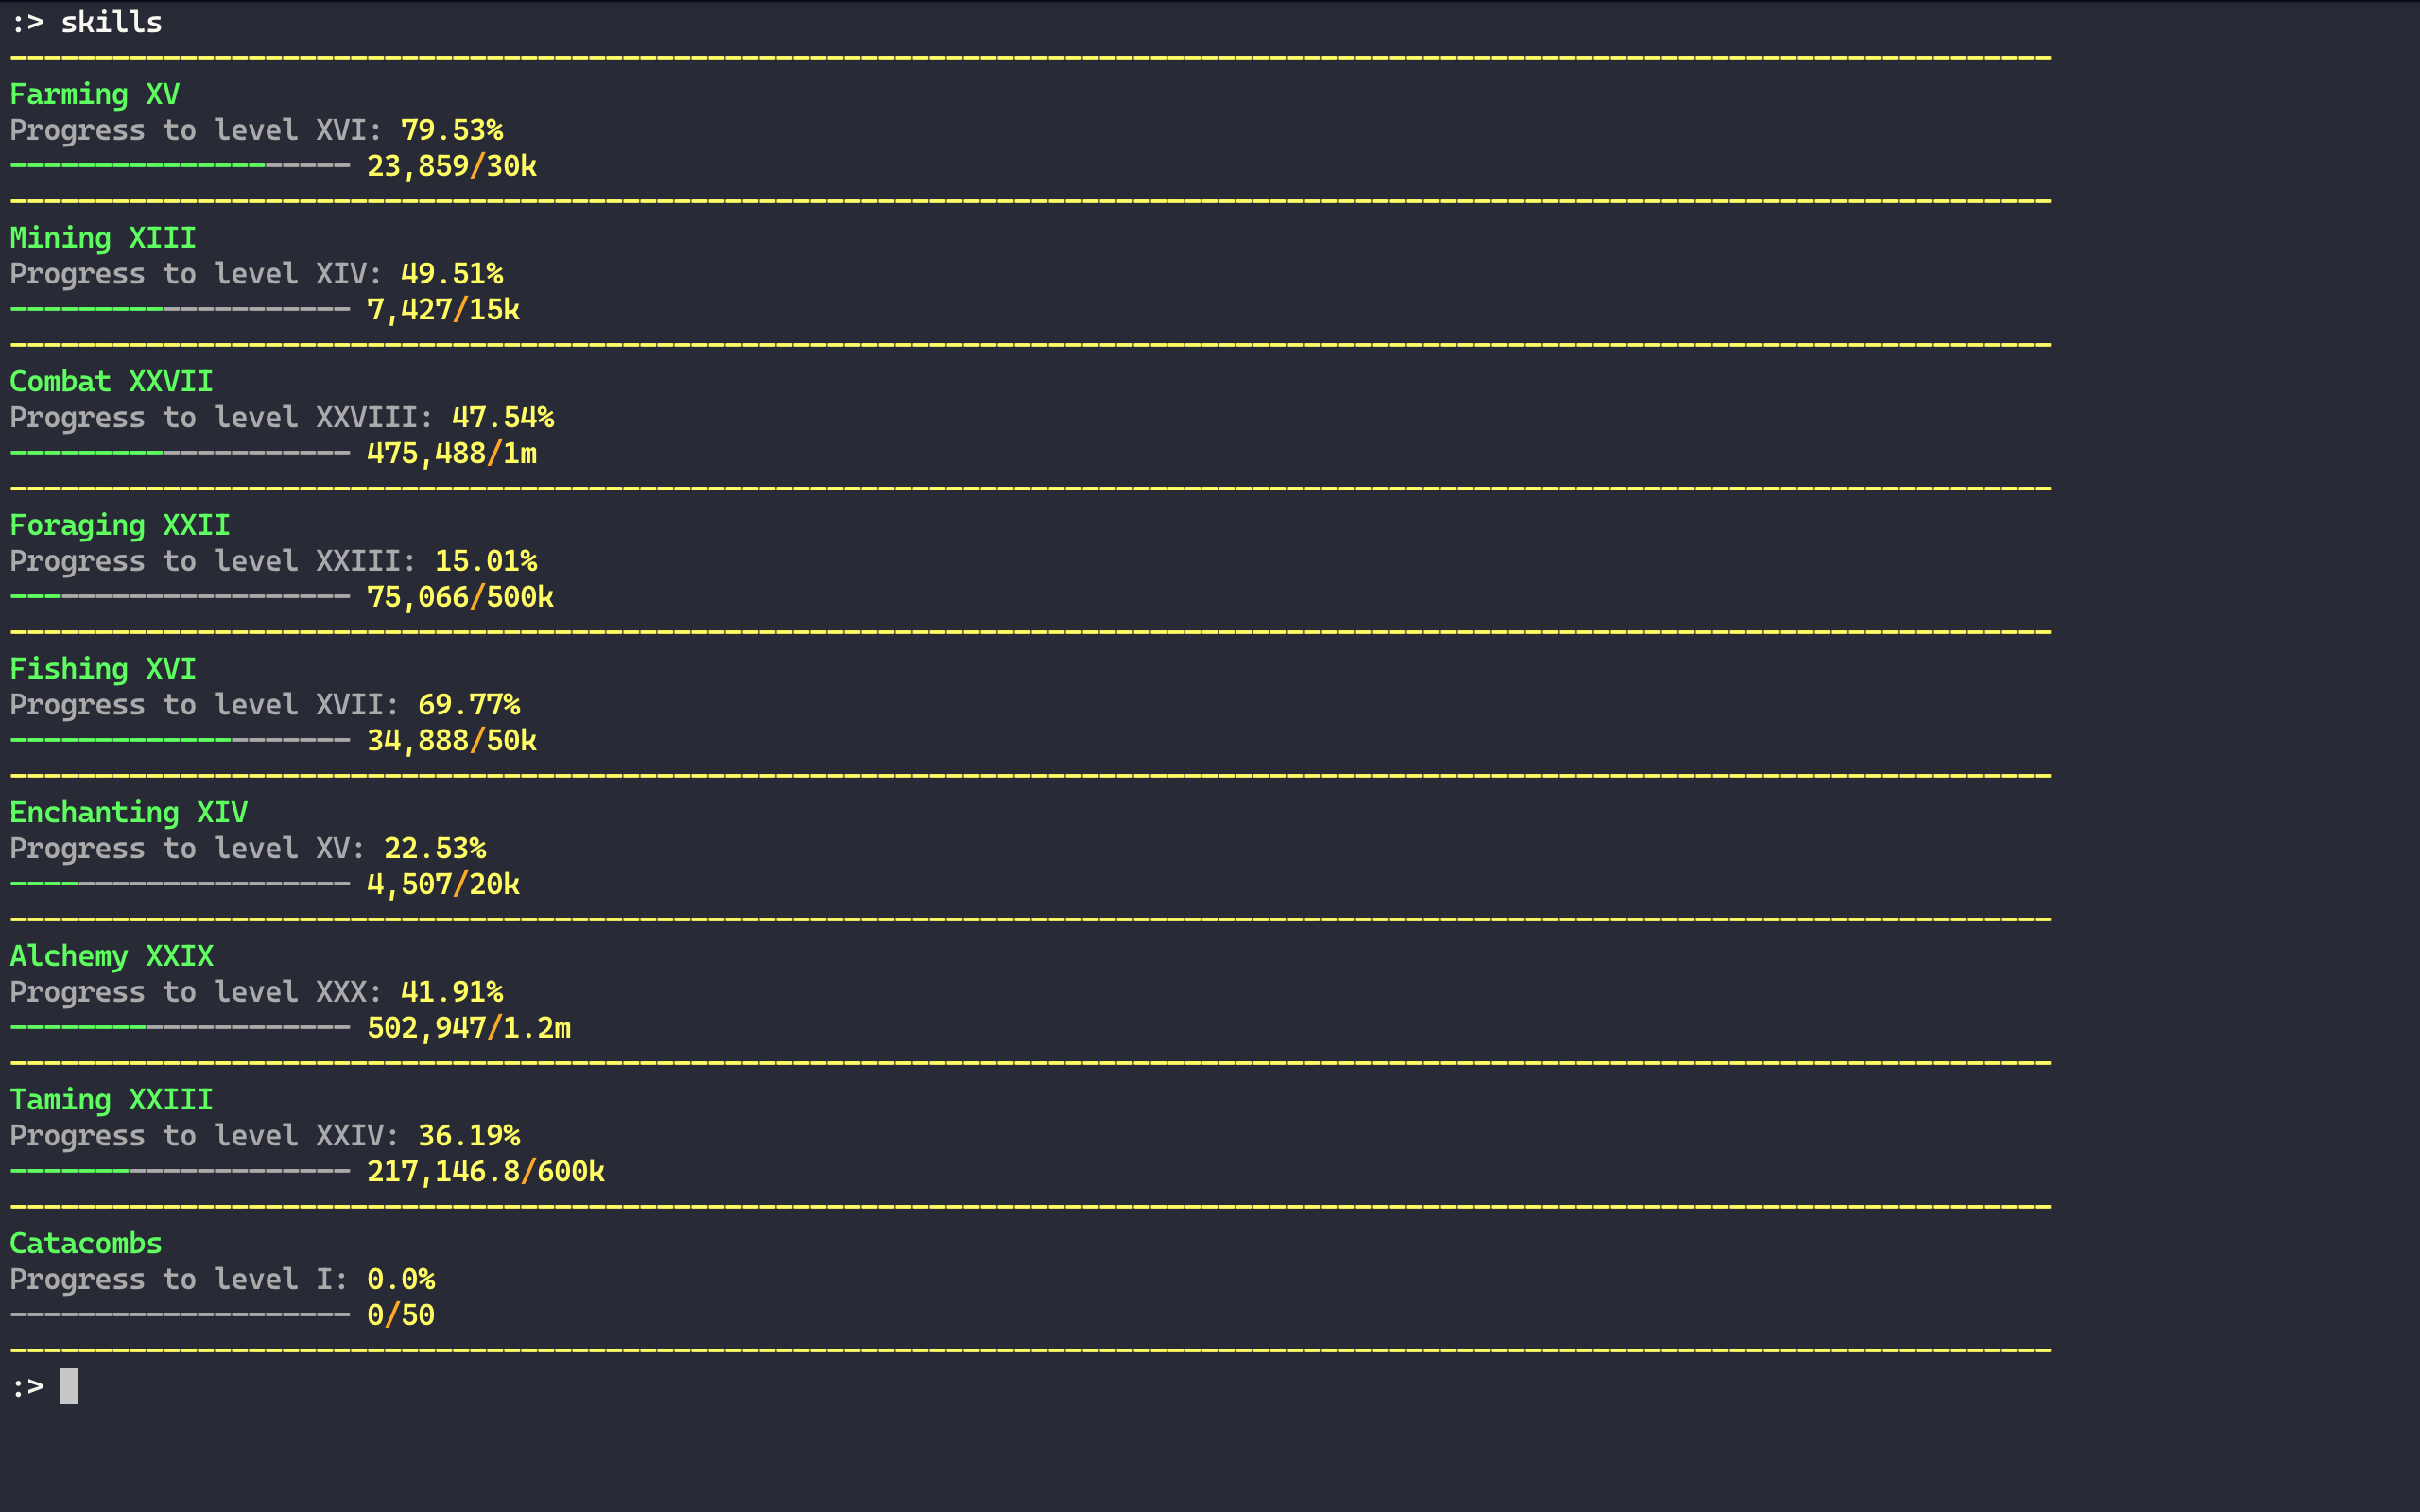 :> skills
Farming XV
Progress to level XVI: 79.53%
23,859/30k
Mining XIII
Progress to level XIV: 49.51%
7,427/15k
Combat XXVII
Progress to level XXVIII: 47.54%
475,488/1m
Foraging XXII
Progress to level XXIII: 15.01%
75,066/500k
Fishing XVI
Progress to level XVII: 69.77%
34,888/50k
Enchanting XIV
Progress to level XV: 22.53%
4,507/20k
Alchemy XXIX
Progress to level XXX: 41.91%
502,947/1.2m
Taming XXIII
Progress to level XXIV: 36.19%
217,146.8/600k
Catacombs
Progress to level I: 0.0%
0/50
:>